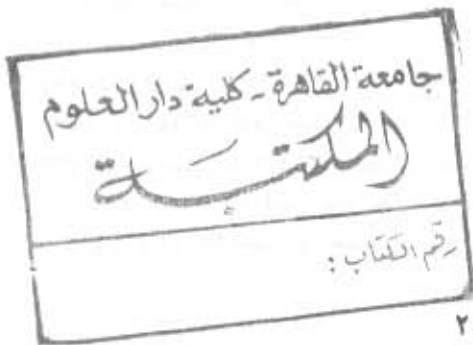 جامعة القاهرة - كلية دار العلوم
المكتبة
رقم الكتاب :
٢